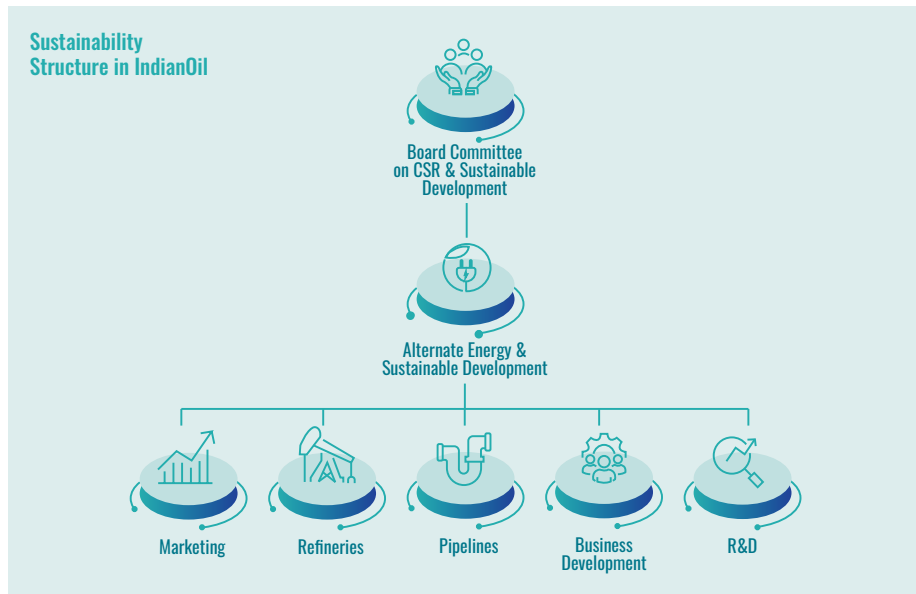 Sustainability
Structure in IndianOil
Board Committee
on CSR & Sustainable
Development
Alternate Energy &
Sustainable Development
Marketing
Refineries
Pipelines
Business
Development
R&D